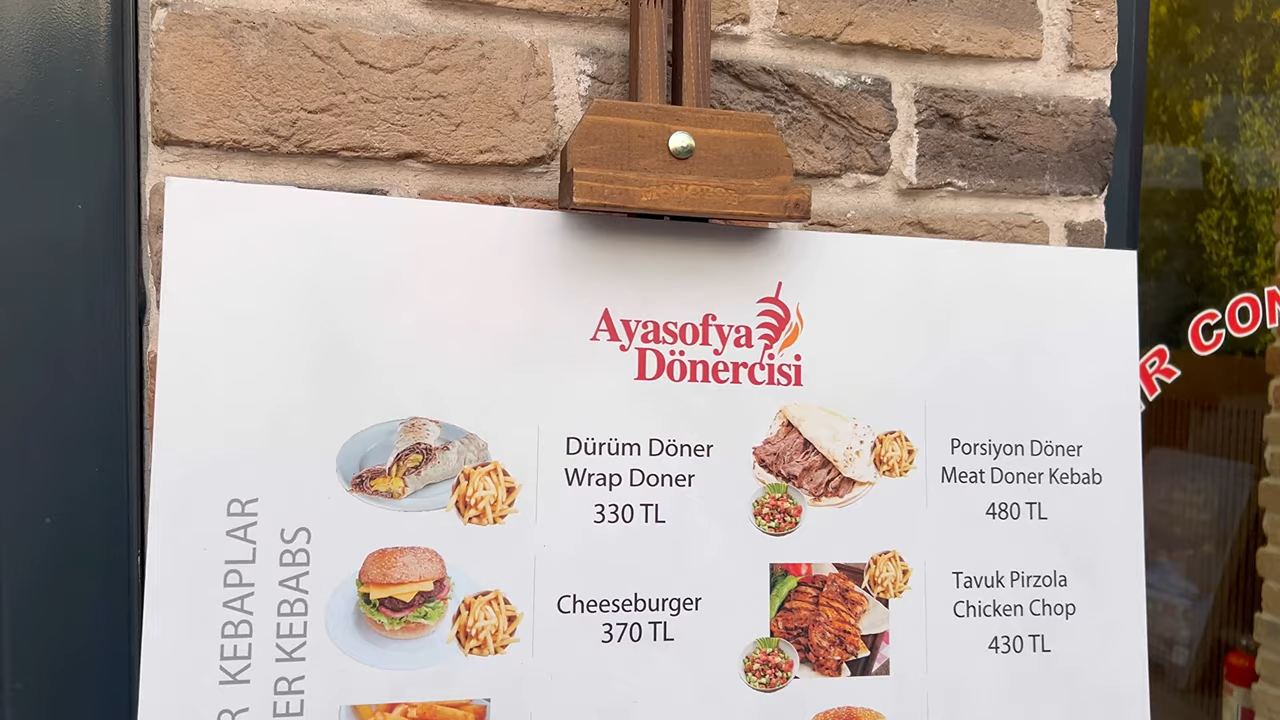 Ayasofya
Dönercisi
Dürüm Döner
Wrap Doner
330 TL
Porsiyon Döner
Meat Doner Kebab
480 TL
Cheeseburger
370 TL
Tavuk Pirzola
Chicken Chop
430 TL
KEBAPLAR
KEBABS